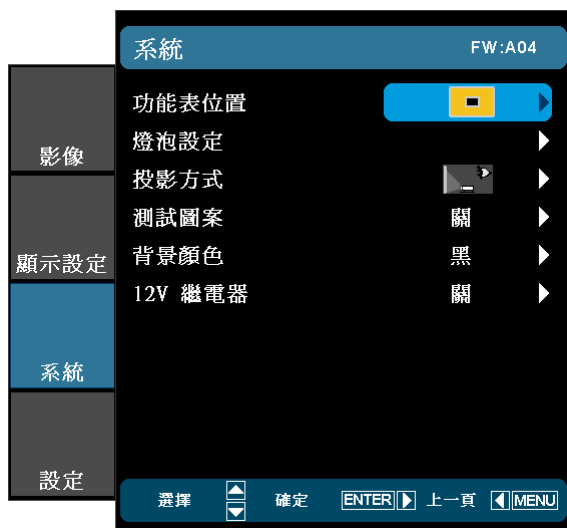 系統 FW:A04
影像
顯示設定
系統
設定
功能表位置
燈泡設定
投影方式
測試圖案 關
背景顏色 黑
12V 繼電器 關
選擇 確定 ENTER 上一頁 MENU